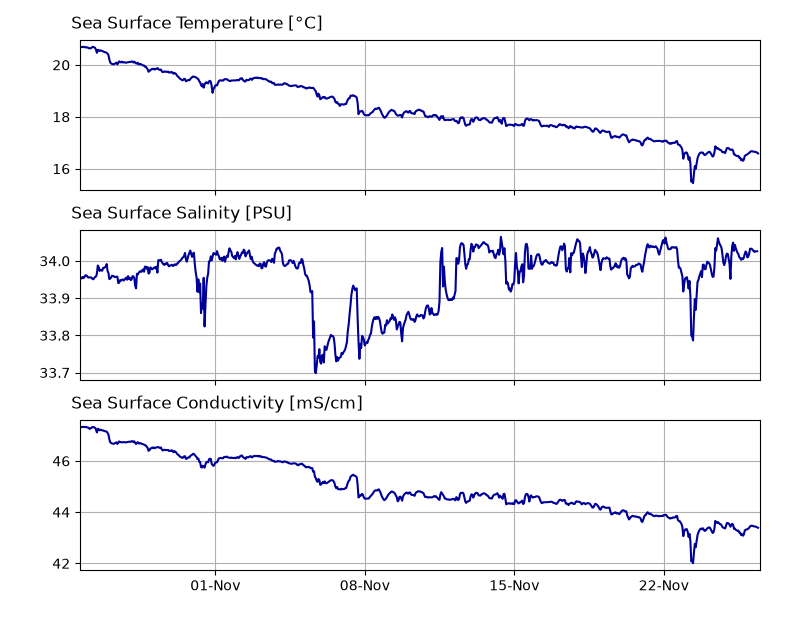 Sea Surface Temperature [°C]
20
18
16
Sea Surface Salinity [PSU]
34.0
33.9
33.8
33.7
Sea Surface Conductivity [mS/cm]
46
44
42
01-Nov 08-Nov 15-Nov 22-Nov